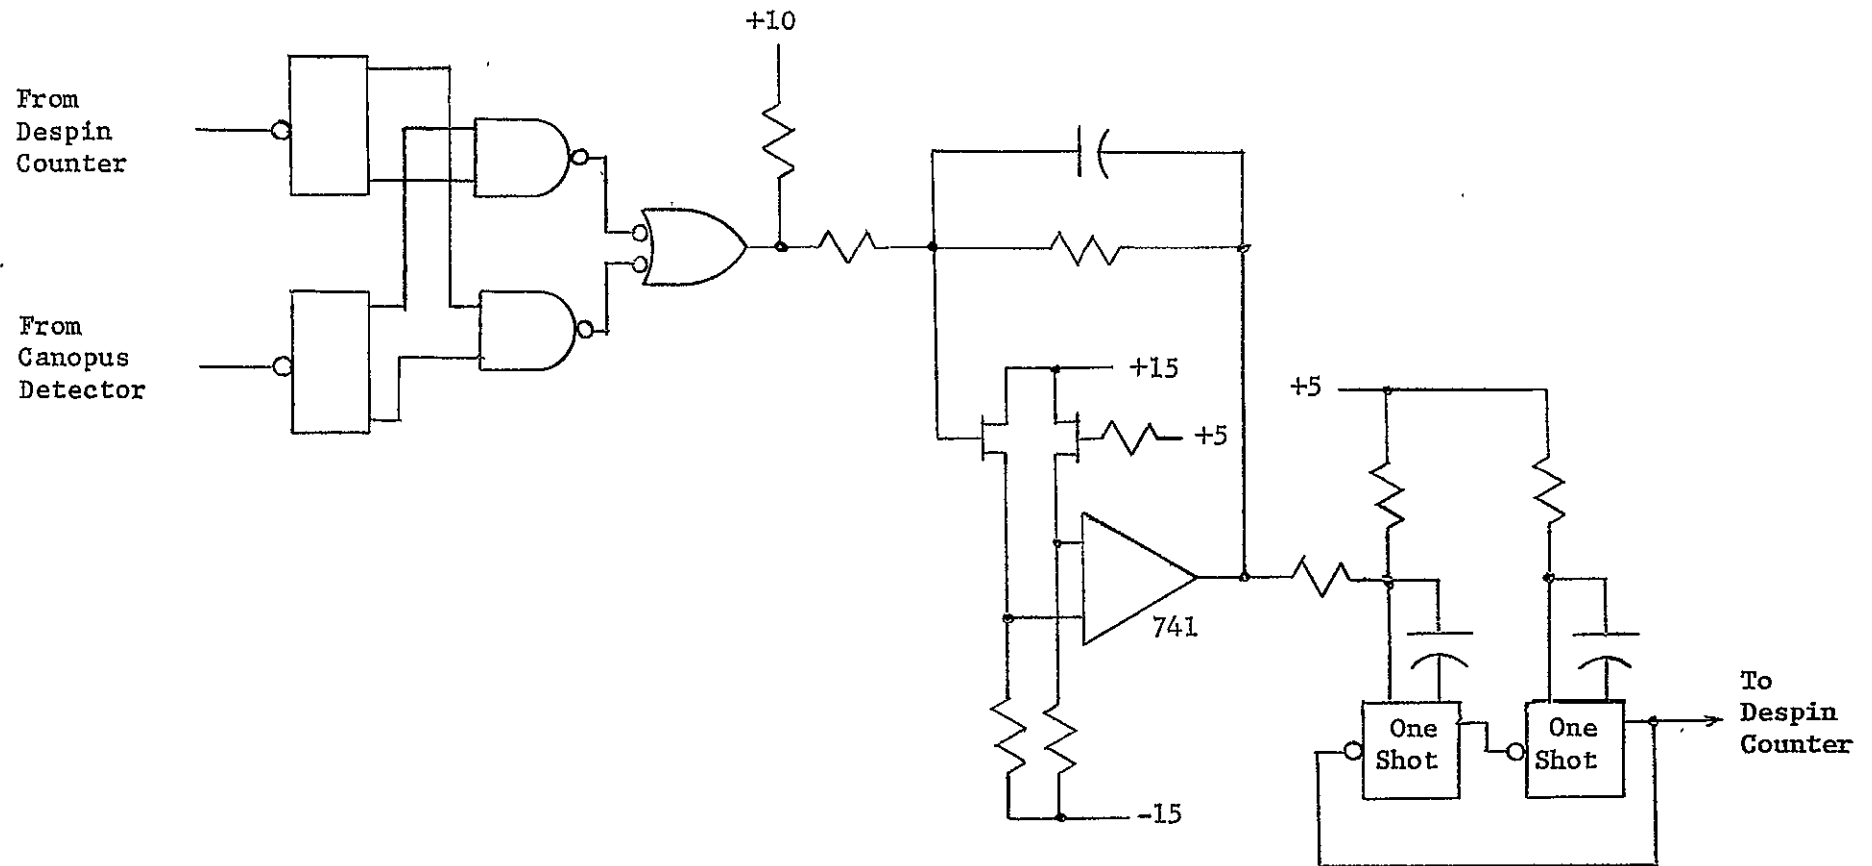 +10
From
Despin
Counter
From
Canopus
Detector
+15
+5
+5
741
-15
One
Shot
One
Shot
To
Despin
Counter